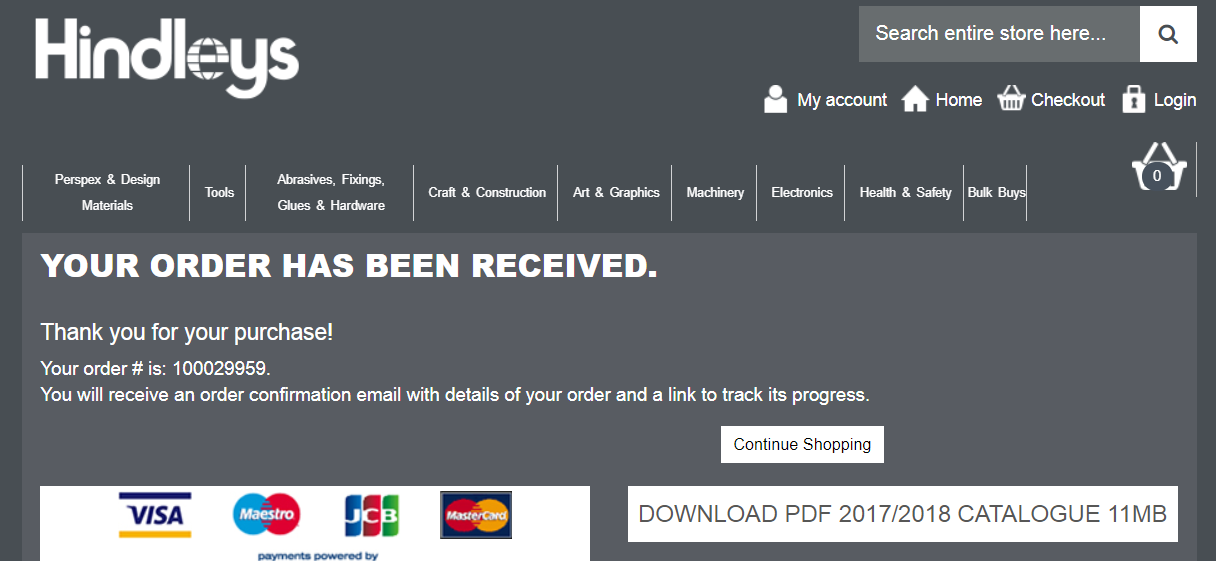 Hindleys
Search entire store here...
My account
Home
Checkout
Login
Perspex & Design
Materials
Tools
Abrasives, Fixings,
Glues & Hardware
Craft & Construction
Art & Graphics
Machinery
Electronics
Health & Safety
Bulk Buys
0
YOUR ORDER HAS BEEN RECEIVED.
Thank you for your purchase!
Your order # is: 100029959.
You will receive an order confirmation email with details of your order and a link to track its progress.
Continue Shopping
VISA
Maestro
JCB
MasterCard
payments powered by
DOWNLOAD PDF 2017/2018 CATALOGUE 11MB